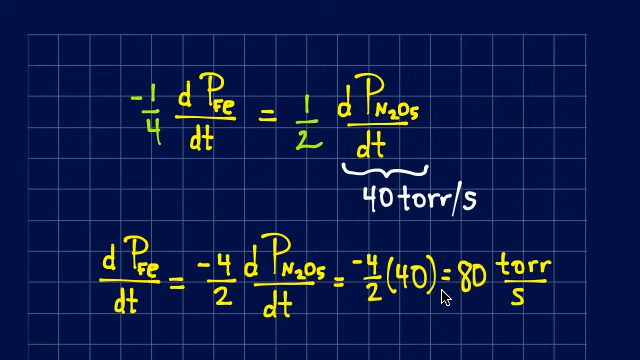 -1/4 dP_Fe/dt = 1/2 dP_N2O5/dt
40 torr/s
dP_Fe/dt = -4/2 dP_N2O5/dt = -4/2 (40) = 80 torr/s